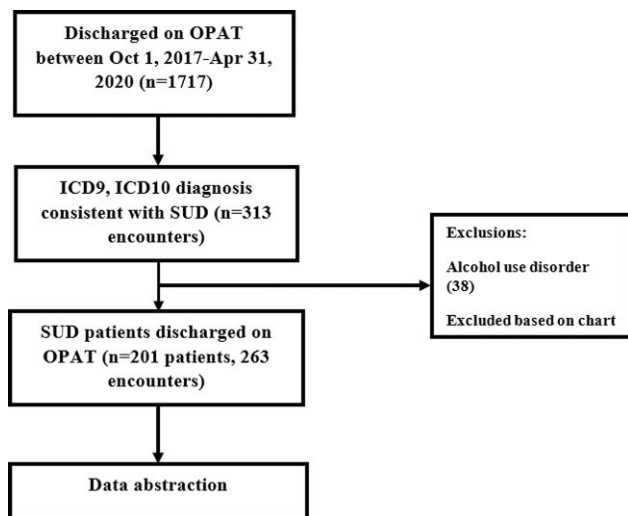 Discharged on OPAT
between Oct 1, 2017-Apr 31,
2020 (n=1717)
ICD9, ICD10 diagnosis
consistent with SUD (n=313
encounters)
Exclusions:
Alcohol use disorder
(38)
Excluded based on chart
SUD patients discharged on
OPAT (n=201 patients, 263
encounters)
Data abstraction